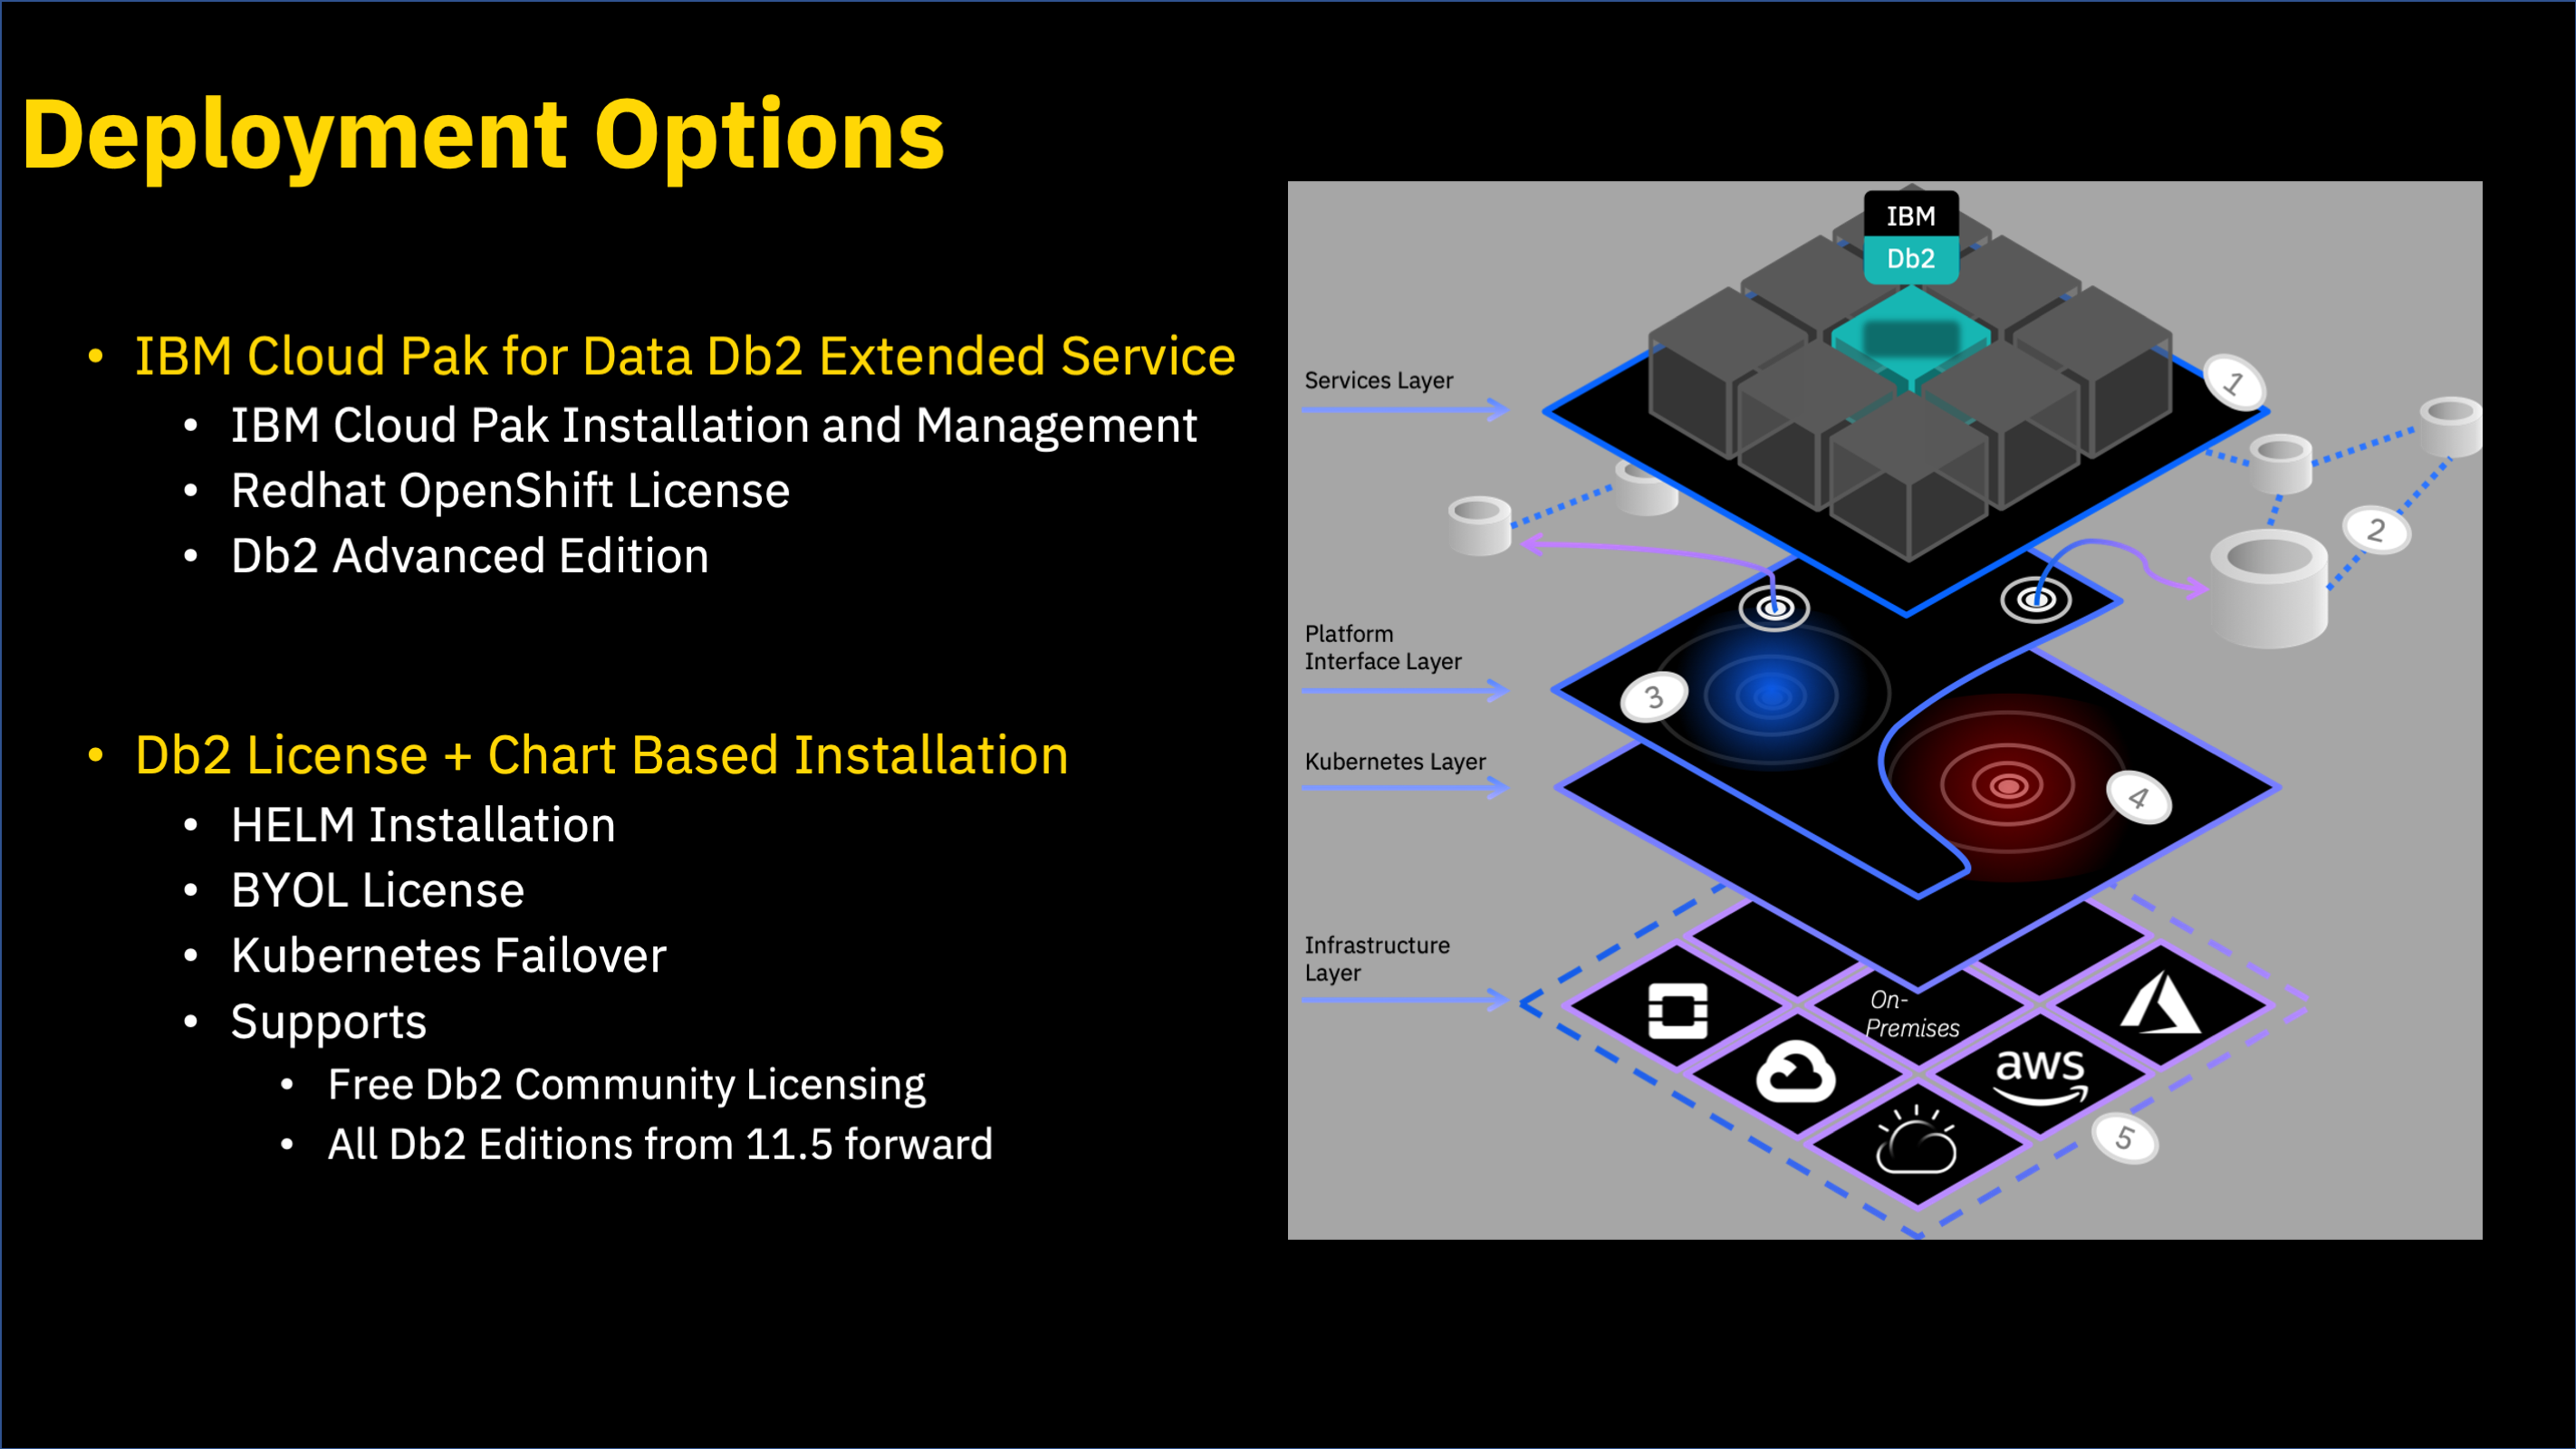 Deployment Options
• IBM Cloud Pak for Data Db2 Extended Service
• IBM Cloud Pak Installation and Management
• Redhat OpenShift License
• Db2 Advanced Edition
• Db2 License + Chart Based Installation
• HELM Installation
• BYOL License
• Kubernetes Failover
• Supports
• Free Db2 Community Licensing
• All Db2 Editions from 11.5 forward
IBM
Db2
Services Layer
1
2
Platform
Interface Layer
3
Kubernetes Layer
4
Infrastructure
Layer
On-
Premises
aws
5